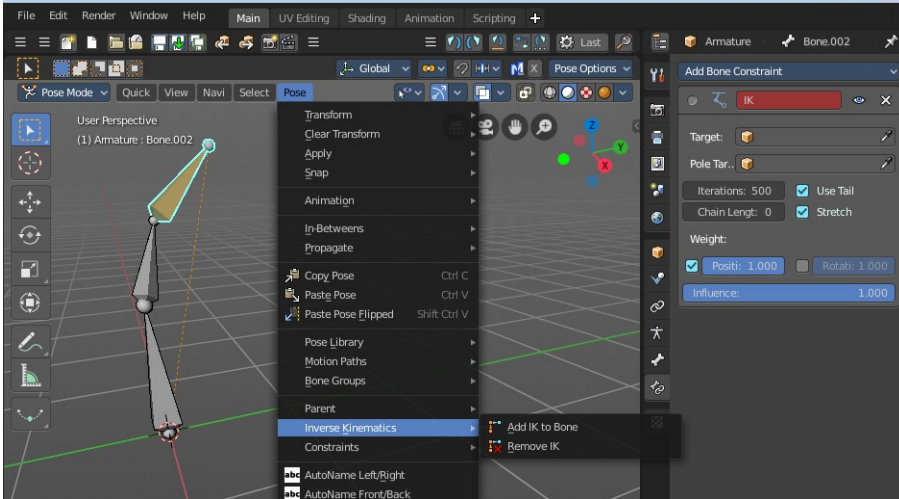 File Edit Render Window Help Main UV Editing Shading Animation Scripting +
Last Armature Bone.002
Global X Pose Options Add Bone Constraint
Pose Mode Quick View Navi Select Pose
IK
User Perspective
(1) Armature : Bone.002
Target:
Pole Tar..
Iterations: 500 Use Tail
Chain Lengt: 0 Stretch
Weight:
Positi: 1.000 Rotati: 1.000
Influence: 1.000
Z
Y
X
Transform
Clear Transform
Apply
Snap
Animation
In-Betweens
Propagate
Copy Pose Ctrl C
Paste Pose Ctrl V
Paste Pose Flipped Shift Ctrl V
Pose Library
Motion Paths
Bone Groups
Parent
Inverse Kinematics
Constraints
abc AutoName Left/Right
abc AutoName Front/Back
Add IK to Bone
Remove IK